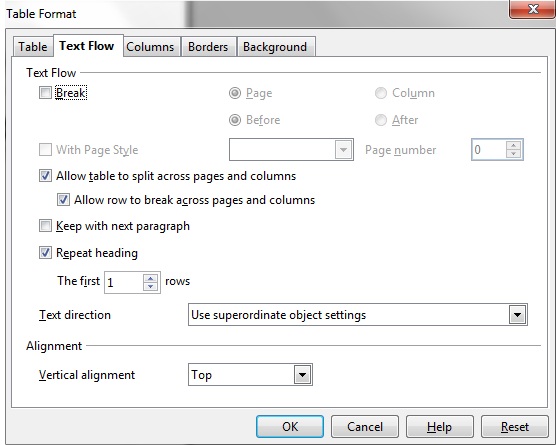 Table Format
Table Text Flow Columns Borders Background
Text Flow
Break Page Column
Before After
With Page Style Page number 0
Allow table to split across pages and columns
Allow row to break across pages and columns
Keep with next paragraph
Repeat heading
The first 1 rows
Text direction Use superordinate object settings
Alignment
Vertical alignment Top
OK Cancel Help Reset